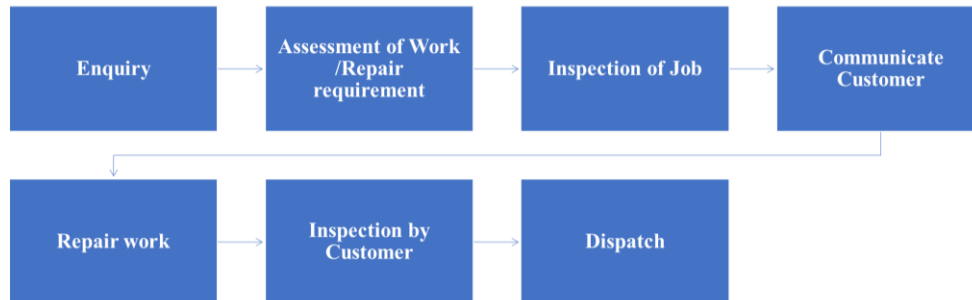 Enquiry
Assessment of Work
/Repair
requirement
Inspection of Job
Communicate
Customer
Repair work
Inspection by
Customer
Dispatch